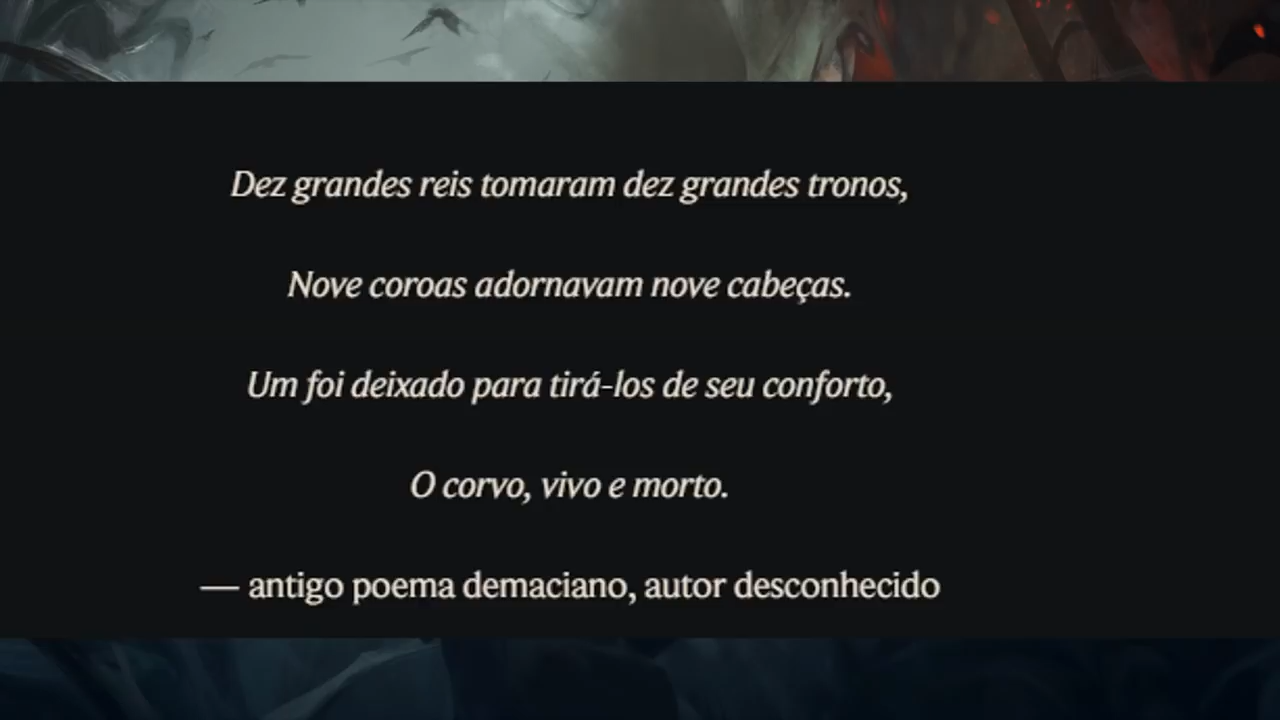 Dez grandes reis tomaram dez grandes tronos,
Nove coroas adornavam nove cabeças.
Um foi deixado para tirá-los de seu conforto,
O corvo, vivo e morto.
— antigo poema demaciano, autor desconhecido